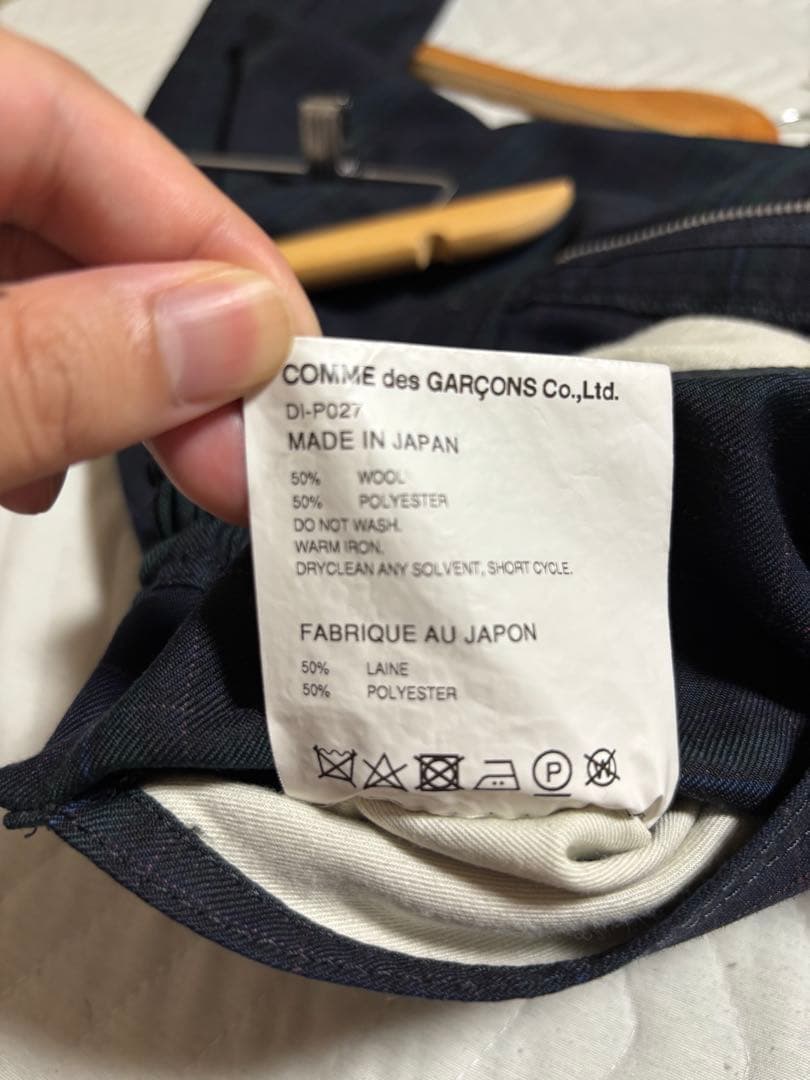 COMME des GARÇONS Co.,Ltd.
DI-P027
MADE IN JAPAN
50% WOOL
50% POLYESTER
DO NOT WASH.
WARM IRON.
DRYCLEAN ANY SOLVENT, SHORT CYCLE.
FABRIQUE AU JAPON
50% LAINE
50% POLYESTER
P W